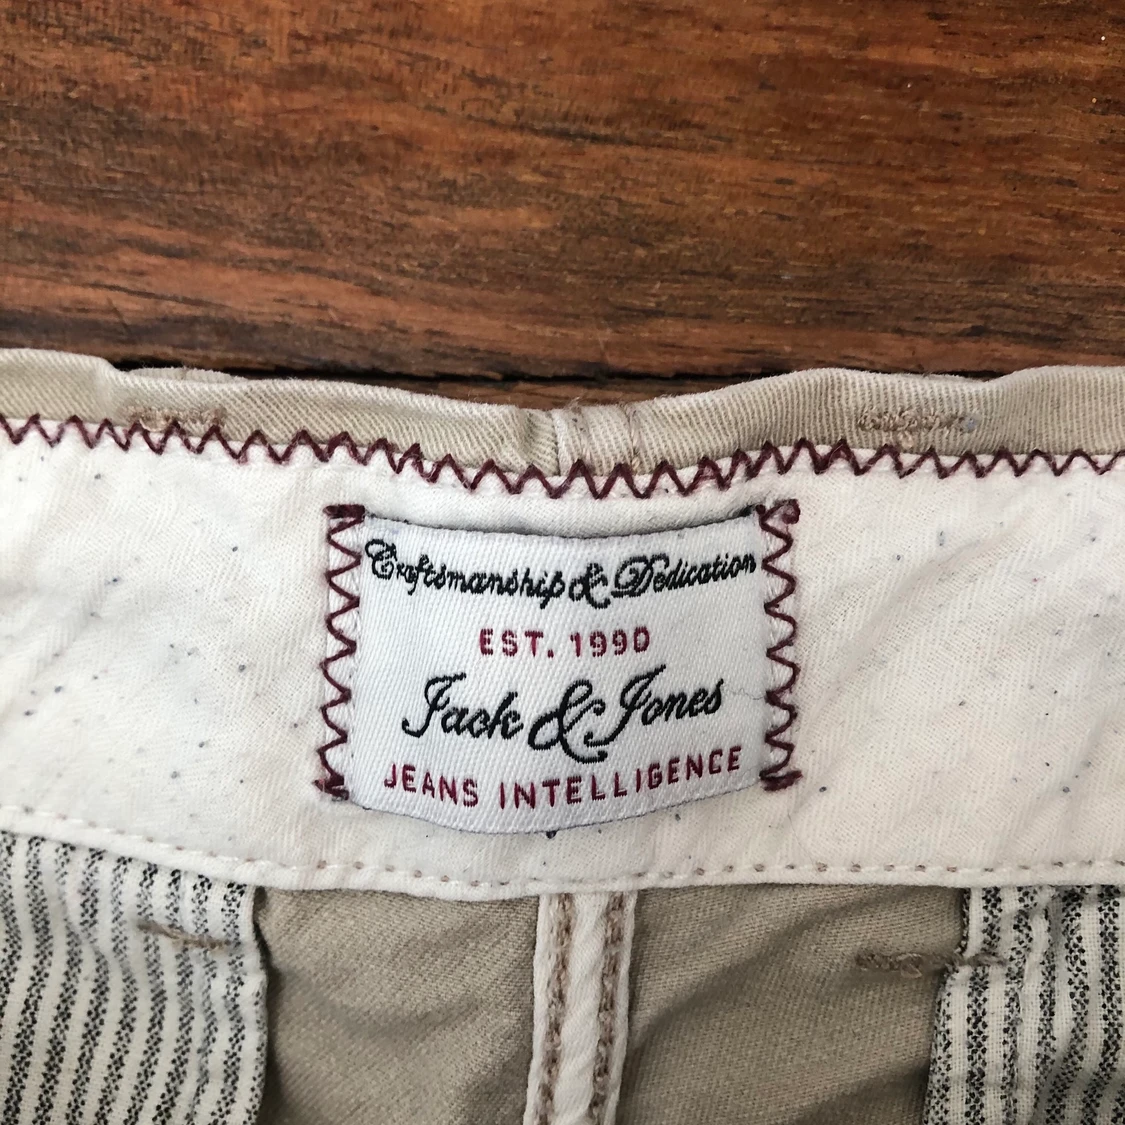 Craftsmanship & Dedication
EST. 1990
Jack & Jones
JEANS INTELLIGENCE